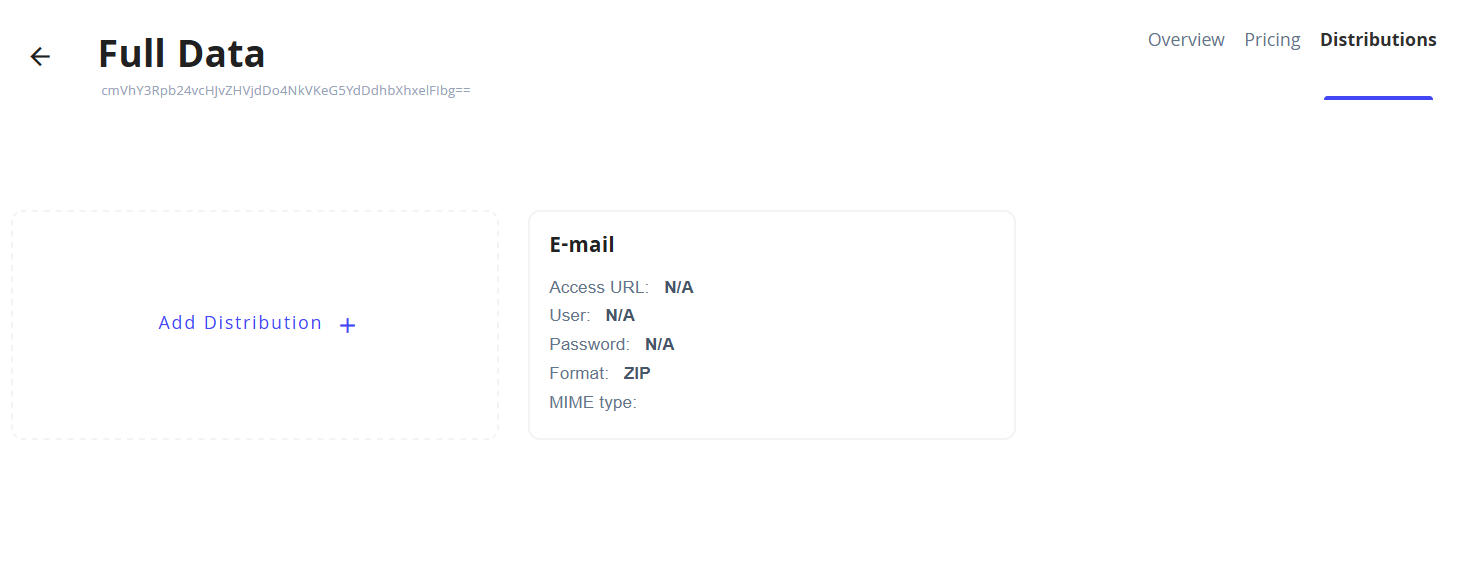 Full Data
Overview Pricing Distributions
cmVhY3Rpb24vcHJvZHVjdDo4NkVKeG5YdDdhbXhxelFIbg==
E-mail
Access URL: N/A
User: N/A
Add Distribution +
Password: N/A
Format: ZIP
MIME type: